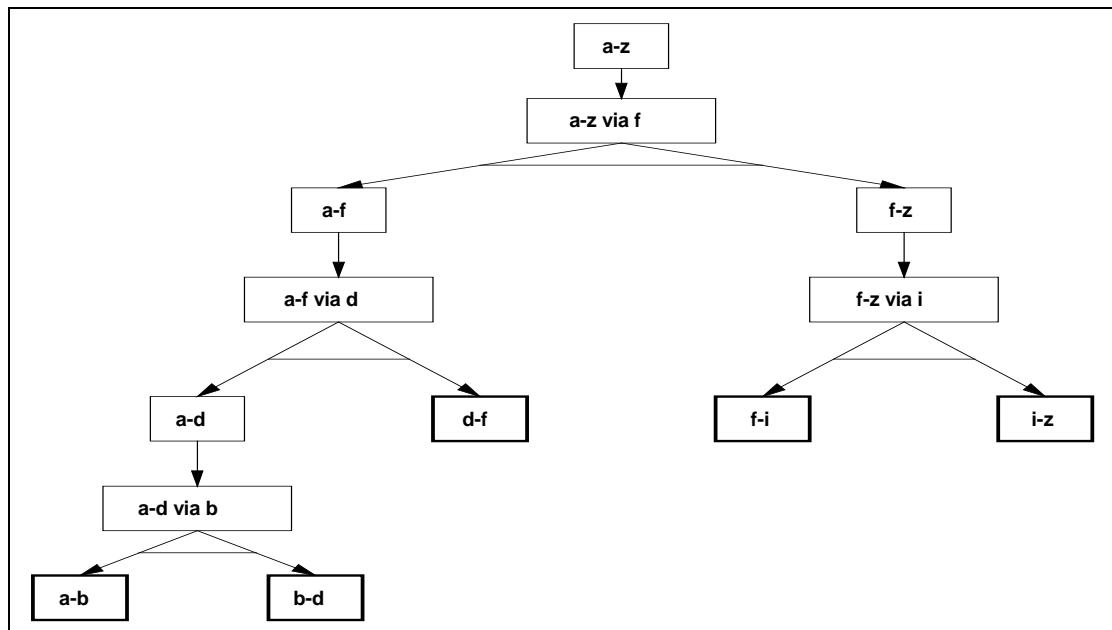 a-z
a-z via f
a-f
f-z
a-f via d
f-z via i
a-d
d-f
f-i
i-z
a-d via b
a-b
b-d